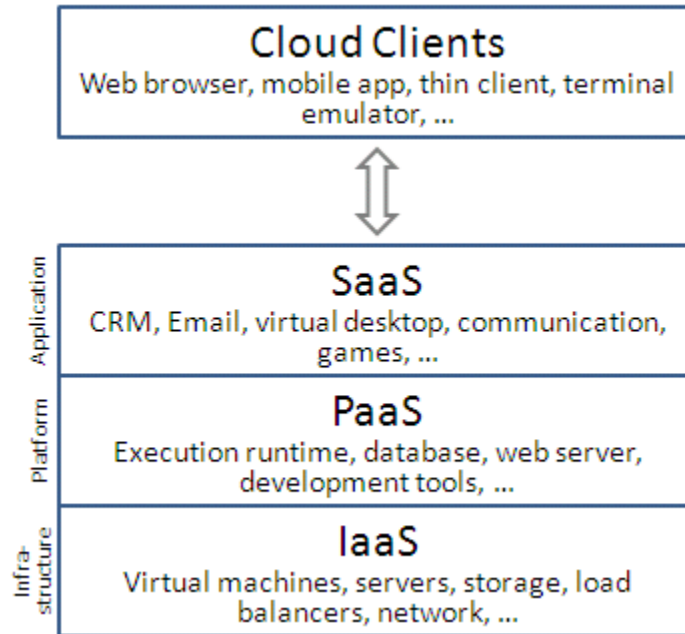 Cloud Clients
Web browser, mobile app, thin client, terminal
emulator, ...
Application
SaaS
CRM, Email, virtual desktop, communication,
games, ...
Platform
PaaS
Execution runtime, database, web server,
development tools, ...
Infra-
structure
IaaS
Virtual machines, servers, storage, load
balancers, network, ...